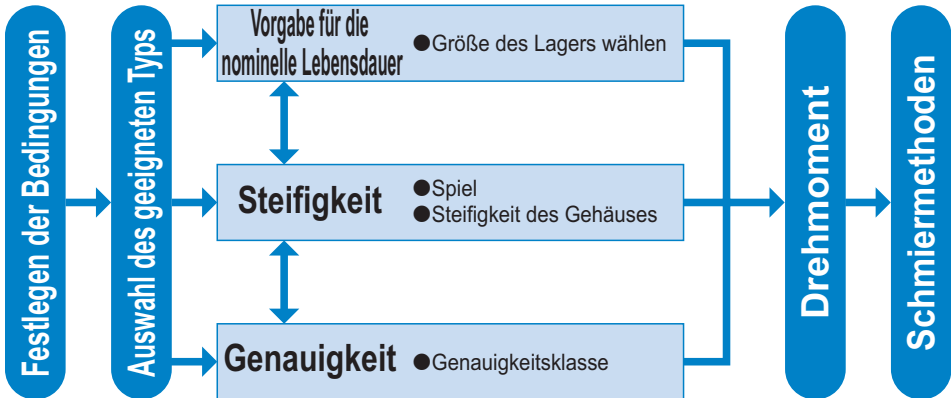 Festlegen der Bedingungen
Auswahl des geeigneten Typs
Vorgabe für die
nominelle Lebensdauer
●Größe des Lagers wählen
Steifigkeit
●Spiel
●Steifigkeit des Gehäuses
Genauigkeit
●Genauigkeitsklasse
Drehmoment
Schmiermethoden